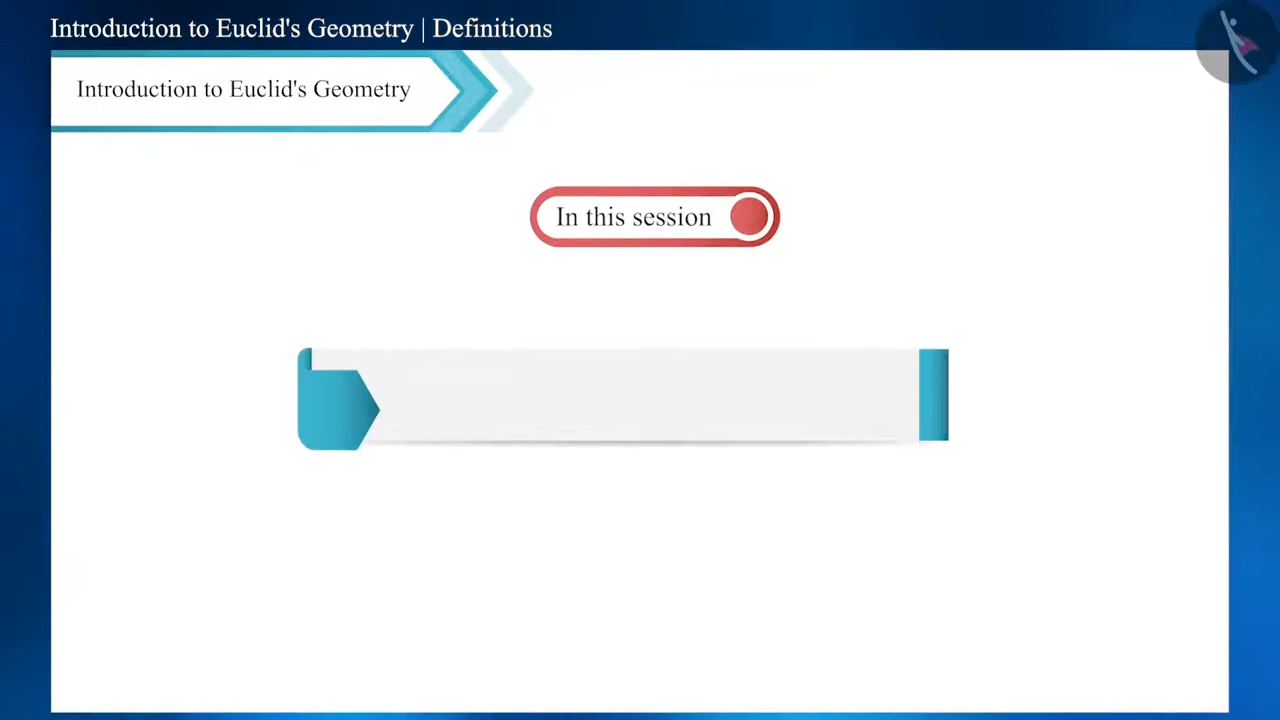 Introduction to Euclid's Geometry | Definitions
Introduction to Euclid's Geometry
In this session